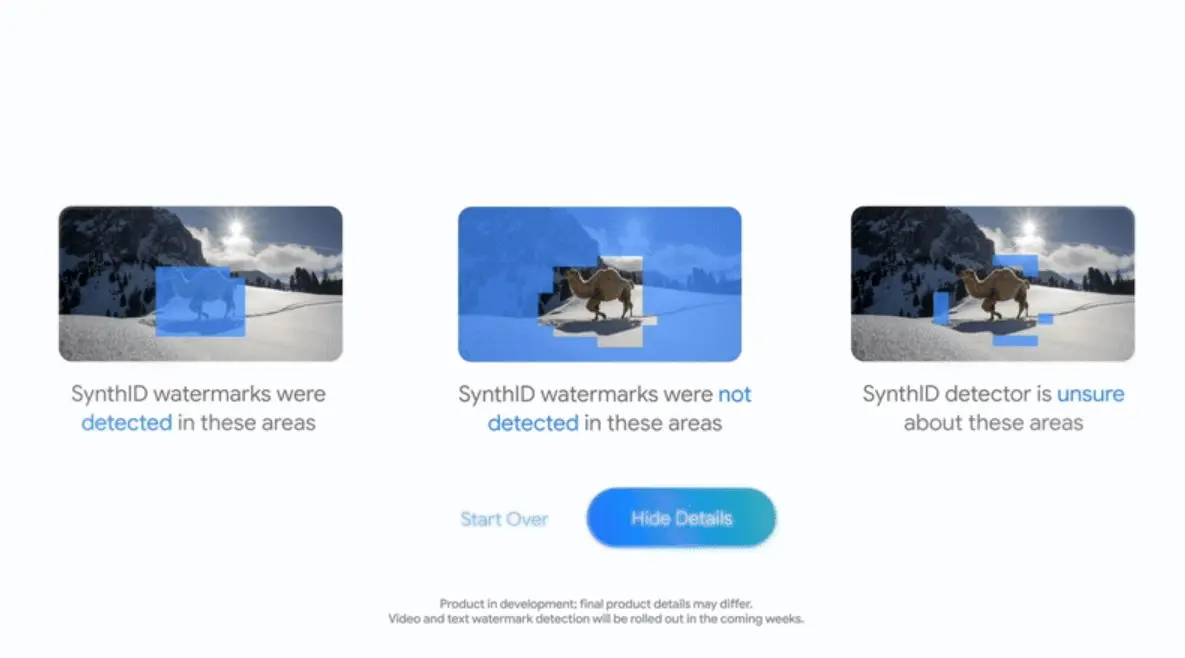 SynthID watermarks were
detected in these areas
SynthID watermarks were not
detected in these areas
SynthID detector is unsure
about these areas
Start Over
Hide Details
Product in development; final product details may differ.
Video and text watermark detection will be rolled out in the coming weeks.